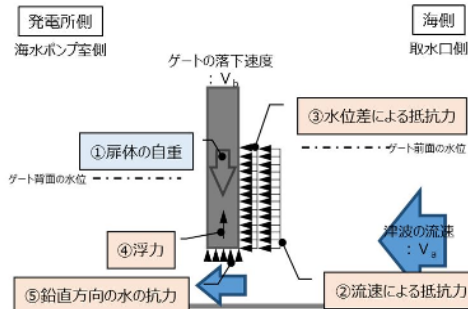 発電所側
海側
海水ポンプ室側
取水口側
ゲートの落下速度
：Vb
③水位差による抵抗力
①扉体の自重
ゲート前面の水位
ゲート背面の水位
津波の流速
：Va
④浮力
⑤鉛直方向の水の抗力
②流速による抵抗力